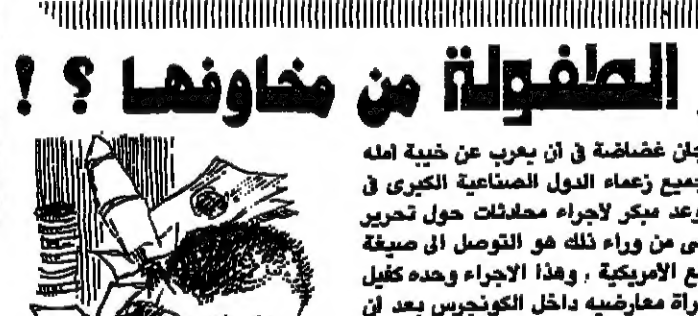 الطفولة من مخاوفها ؟ !
جان غضاضة في أن يعرب عن خيبة أمله
جميع زعماء الدول الصناعية الكبرى في
وعد مبكر لاجراء محادثات حول تحرير
من وراء ذلك هو التوصل الى صيغة
الأمريكية ، وهذا الاجراء وحده كفيل
معارضيه داخل الكونجرس بعد أن